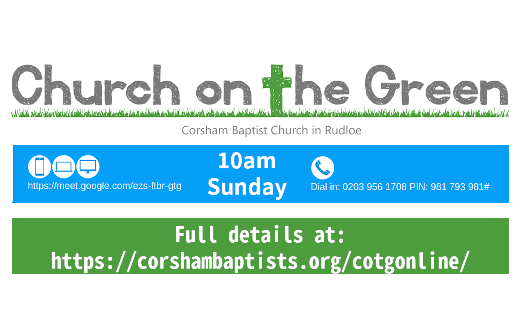 Church on the Green
Corsham Baptist Church in Rudloe
10am
Sunday
https://meet.google.com/ezs-ftbr-gtg
Dial in: 0203 956 1708 PIN: 981 793 981#
Full details at:
https://corshambaptists.org/cotgonline/